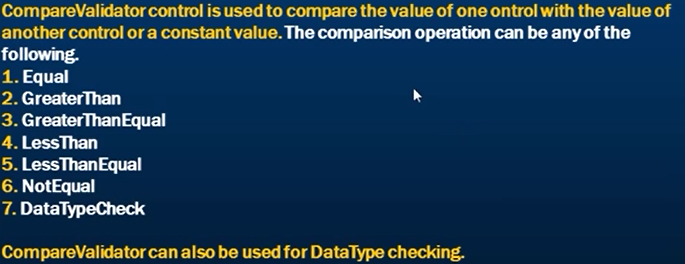 CompareValidator control is used to compare the value of one ontrol with the value of
another control or a constant value. The comparison operation can be any of the
following.
1. Equal
2. GreaterThan
3. GreaterThanEqual
4. LessThan
5. LessThanEqual
6. NotEqual
7. DataTypeCheck
CompareValidator can also be used for DataType checking.